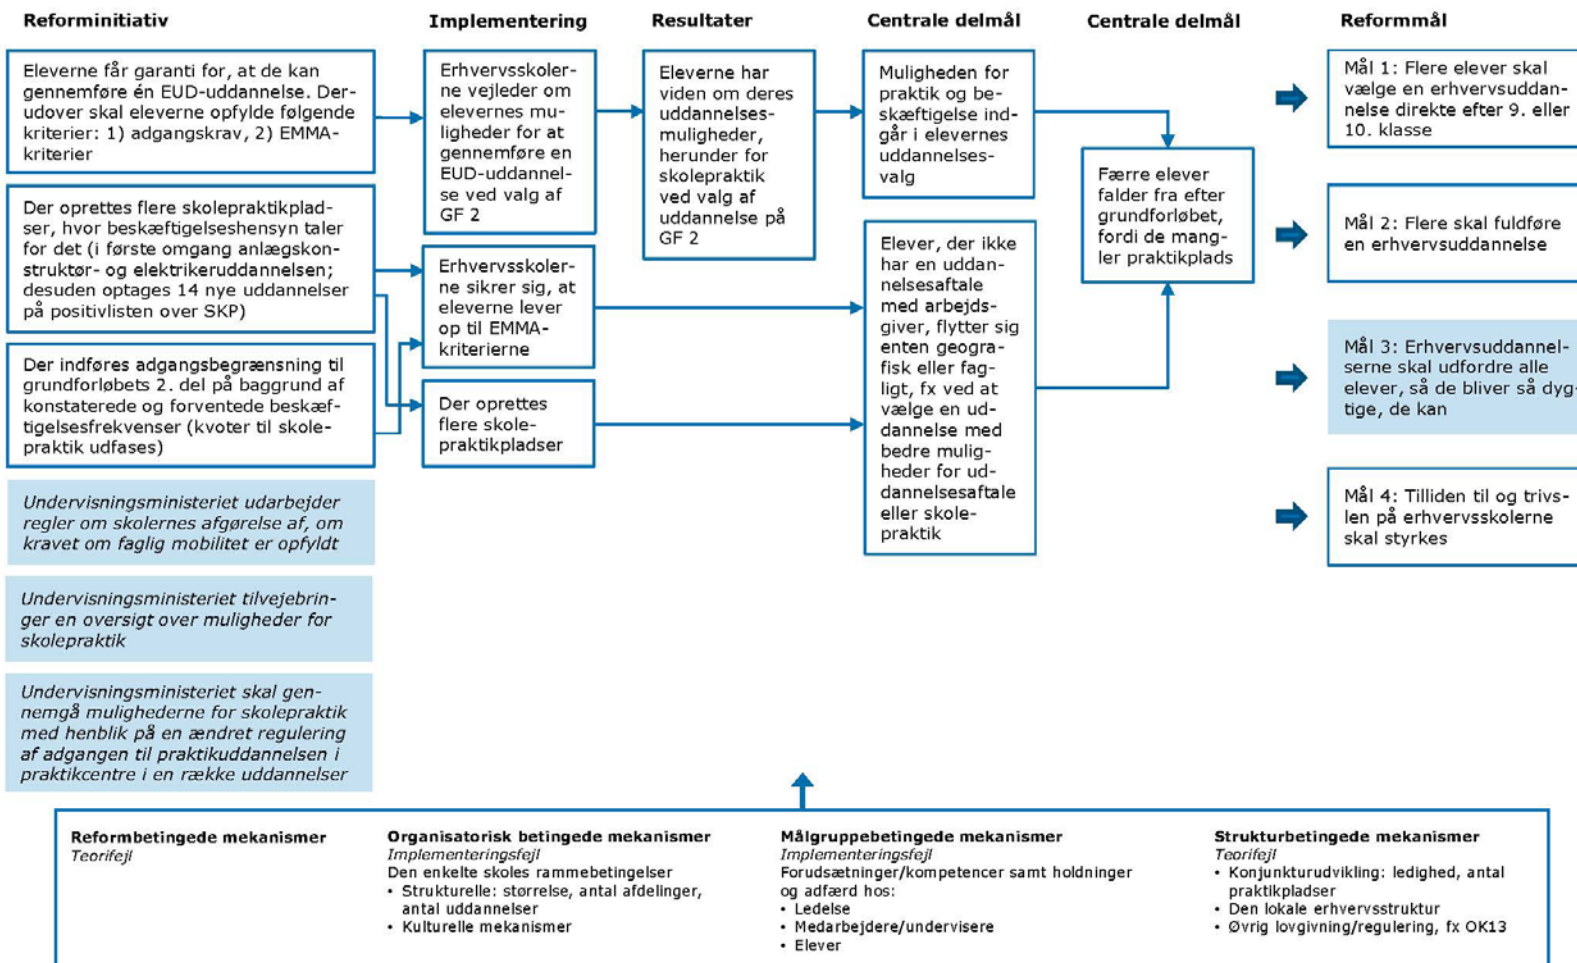 Reforminitiativ
Implementering
Resultater
Centrale delmål
Centrale delmål
Reformmål
Eleverne får garanti for, at de kan
gennemføre én EUD-uddannelse. Der-
udover skal eleverne opfylde følgende
kriterier: 1) adgangskrav, 2) EMMA-
kriterier
Der oprettes flere skolepraktikplad-
ser, hvor beskæftigelseshensyn taler
for det (i første omgang anlægskon-
struktør- og elektrikeruddannelsen;
desuden optages 14 nye uddannelser
på positivlisten over SKP)
Der indføres adgangsbegrænsning til
grundforløbets 2. del på baggrund af
konstaterede og forventede beskæf-
tigelsesfrekvenser (kvoter til skole-
praktik udfases)
Undervisningsministeriet udarbejder
regler om skolernes afgørelse af, om
kravet om faglig mobilitet er opfyldt
Undervisningsministeriet tilvejebrin-
ger en oversigt over muligheder for
skolepraktik
Undervisningsministeriet skal gen-
nemgå mulighederne for skolepraktik
med henblik på en ændret regulering
af adgangen til praktikuddannelsen i
praktikcentre i en række uddannelser
Erhvervsskoler-
ne vejleder om
elevernes mu-
ligheder for at
gennemføre en
EUD-uddannel-
se ved valg af
GF 2
Erhvervsskoler-
ne sikrer sig, at
eleverne lever
op til EMMA-
kriterierne
Der oprettes
flere skole-
praktikpladser
Eleverne har
viden om deres
uddannelses-
muligheder,
herunder for
skolepraktik
ved valg af
uddannelse på
GF 2
Muligheden for
praktik og be-
skæftigelse ind-
går i elevernes
uddannelses-
valg
Elever, der ikke
har en uddan-
nelsesaftale
med arbejds-
giver, flytter sig
enten geogra-
fisk eller fag-
ligt, fx ved at
vælge en ud-
dannelse med
bedre mulig-
heder for ud-
dannelsesaftale
eller skole-
praktik
Færre elever
falder fra efter
grundforløbet,
fordi de mang-
ler praktikplads
Mål 1: Flere elever skal
vælge en erhvervsuddan-
nelse direkte efter 9. eller
10. klasse
Mål 2: Flere skal fuldføre
en erhvervsuddannelse
Mål 3: Erhvervsuddannel-
serne skal udfordre alle
elever, så de bliver så dyg-
tige, de kan
Mål 4: Tilliden til og trivs-
len på erhvervsskolerne
skal styrkes
Reformbetingede mekanismer
Teorifejl
Organisatorisk betingede mekanismer
Implementeringsfejl
Den enkelte skoles rammebetingelser
• Strukturelle: størrelse, antal afdelinger,
antal uddannelser
• Kulturelle mekanismer
Målgruppebetingede mekanismer
Implementeringsfejl
Forudsætninger/kompetencer samt holdninger
og adfærd hos:
• Ledelse
• Medarbejdere/undervisere
• Elever
Strukturbetingede mekanismer
Teorifejl
• Konjunkturudvikling: ledighed, antal
praktikpladser
• Den lokale erhvervsstruktur
• Øvrig lovgivning/regulering, fx OK13